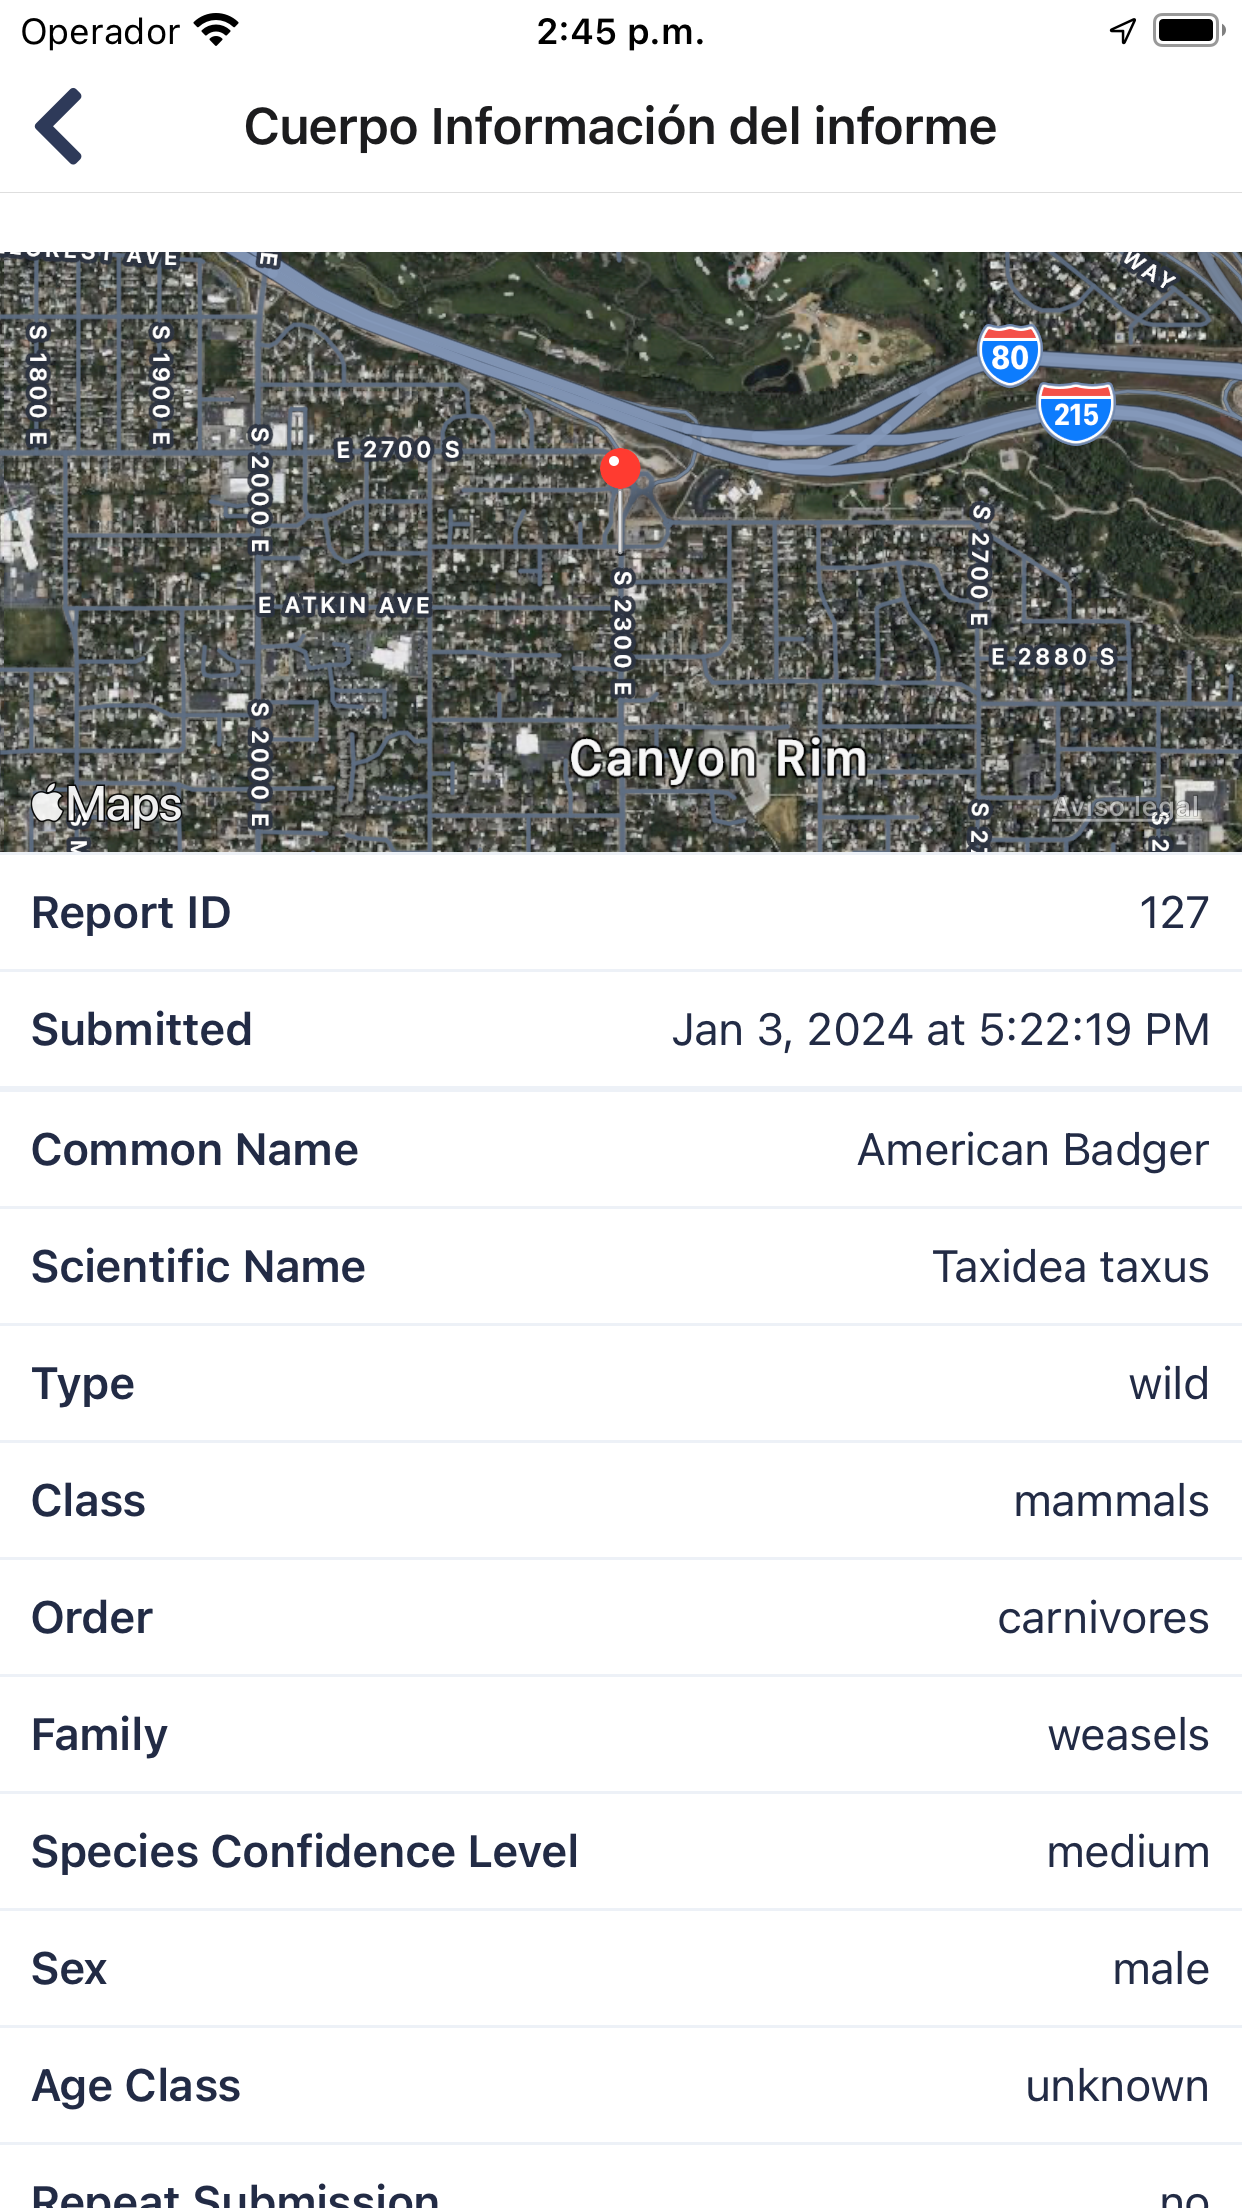 Operador 2:45 p.m.
Cuerpo Información del informe
AVE
E
WAY
S 1800 E
S 1900 E
80
215
S 2000 E
E 2700 S
S 2700 E
E ATKIN AVE
S 2300 E
E 2880 S
S 2000 E
Canyon Rim
Maps
Aviso legal
Report ID 127
Submitted Jan 3, 2024 at 5:22:19 PM
Common Name American Badger
Scientific Name Taxidea taxus
Type wild
Class mammals
Order carnivores
Family weasels
Species Confidence Level medium
Sex male
Age Class unknown
Repeat Submission no